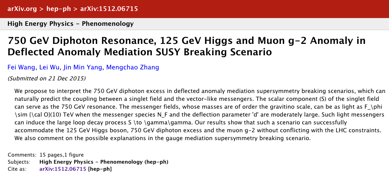 arXiv.org > hep-ph > arXiv:1512.06715
High Energy Physics - Phenomenology
750 GeV Diphoton Resonance, 125 GeV Higgs and Muon g-2 Anomaly in
Deflected Anomaly Mediation SUSY Breaking Scenario
Fei Wang, Lei Wu, Jin Min Yang, Mengchao Zhang
(Submitted on 21 Dec 2015)
We propose to interpret the 750 GeV diphoton excess in deflected anomaly mediation supersymmetry breaking scenarios, which can
naturally predict the coupling between a singlet field and the vector-like messengers. The scalar component (S) of the singlet field
can serve as the 750 GeV resonance. The messenger fields, whose masses are of order the gravitino scale, can be as light as F_\phi
\sim {\cal O}(10) TeV when the messenger species N_F and the deflection parameter 'd' are moderately large. Such light messengers
can induce the large loop decay process S \to \gamma\gamma. Our results show that such a scenario can successfully
accommodate the 125 GeV Higgs boson, 750 GeV diphoton excess and the muon g-2 without conflicting with the LHC constraints.
We also comment on the possible explanations in the gauge mediation supersymmetry breaking scenario.
Comments: 15 pages,1 figure
Subjects: High Energy Physics - Phenomenology (hep-ph)
Cite as: arXiv:1512.06715 [hep-ph]